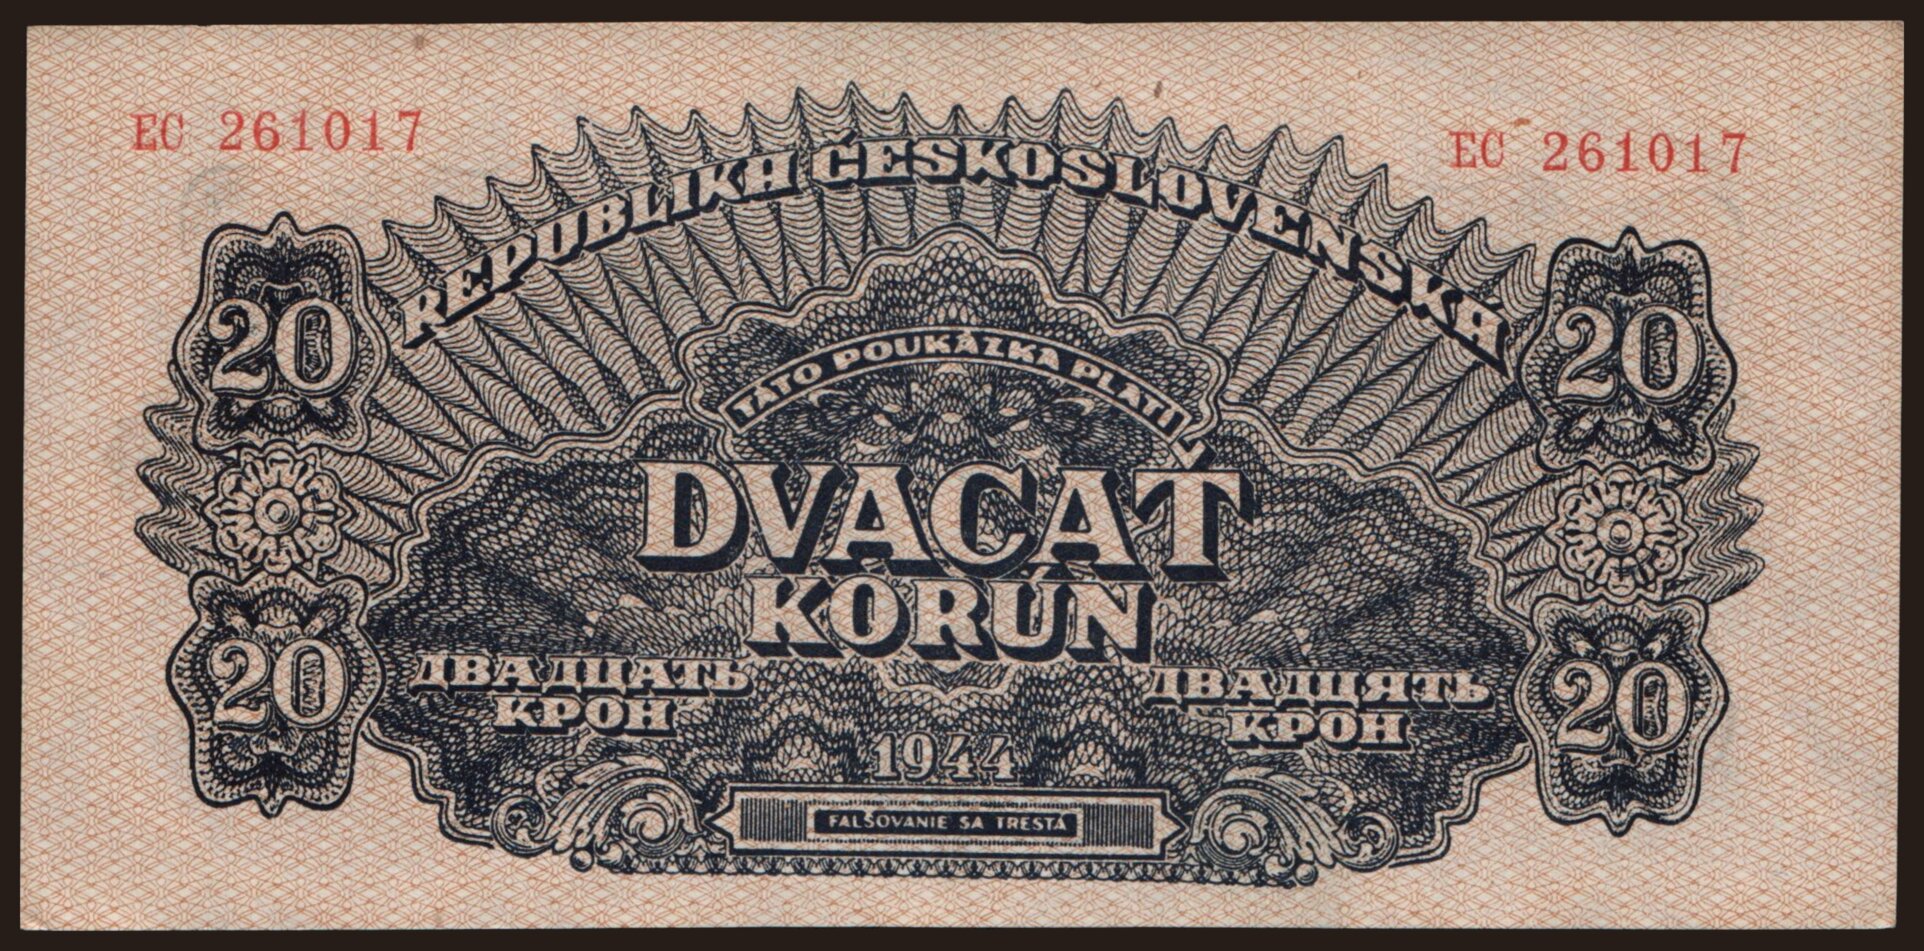 EC 261017
EC 261017
REPUBLIKA ČESKOSLOVENSKÁ
20
20
TÁTO POUKÁZKA PLATÍ
DVACAŤ
KORÚN
20
20
ДВАДЦАТЬ
КРОН
ДВАДЦЯТЬ
КРОН
1944
FALŠOVANIE SA TRESTÁ